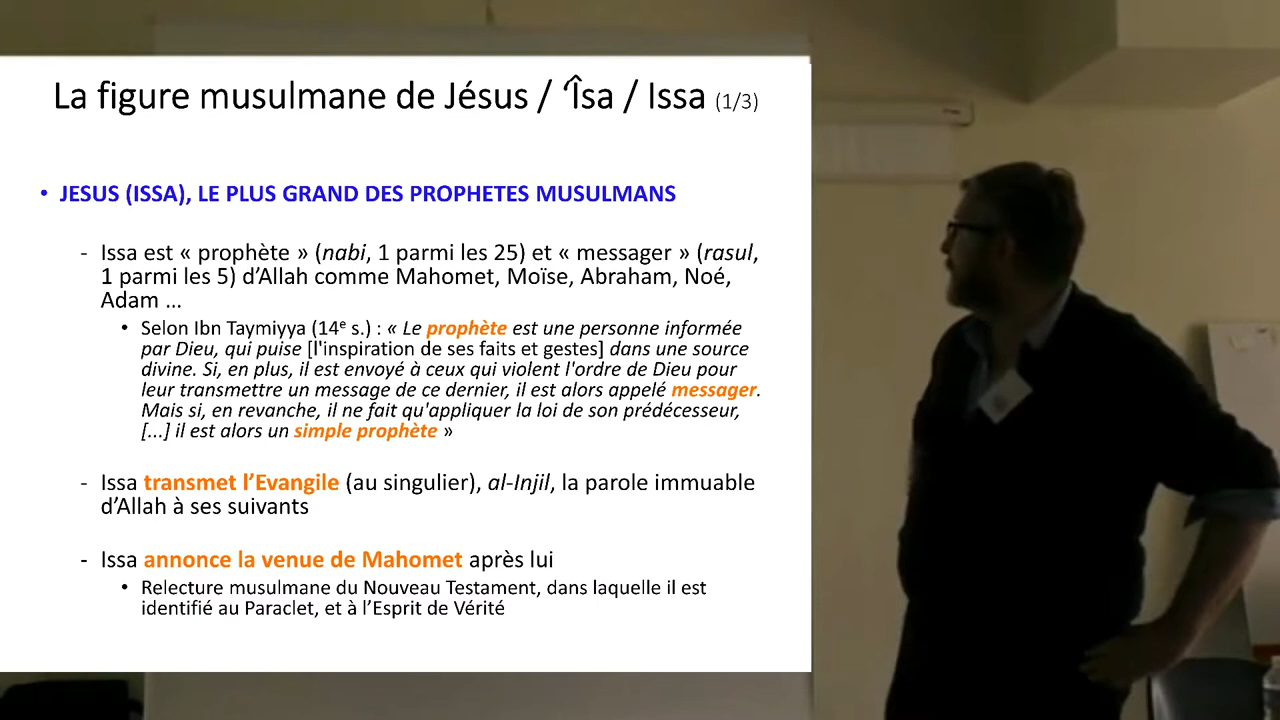 La figure musulmane de Jésus / ‘Îsa / Issa (1/3)
• JESUS (ISSA), LE PLUS GRAND DES PROPHETES MUSULMANS
- Issa est « prophète » (nabi, 1 parmi les 25) et « messager » (rasul,
1 parmi les 5) d’Allah comme Mahomet, Moïse, Abraham, Noé,
Adam …
• Selon Ibn Taymiyya (14e s.) : « Le prophète est une personne informée
par Dieu, qui puise [l'inspiration de ses faits et gestes] dans une source
divine. Si, en plus, il est envoyé à ceux qui violent l'ordre de Dieu pour
leur transmettre un message de ce dernier, il est alors appelé messager.
Mais si, en revanche, il ne fait qu'appliquer la loi de son prédécesseur,
[...] il est alors un simple prophète »
- Issa transmet l’Evangile (au singulier), al-Injil, la parole immuable
d’Allah à ses suivants
- Issa annonce la venue de Mahomet après lui
• Relecture musulmane du Nouveau Testament, dans laquelle il est
identifié au Paraclet, et à l’Esprit de Vérité